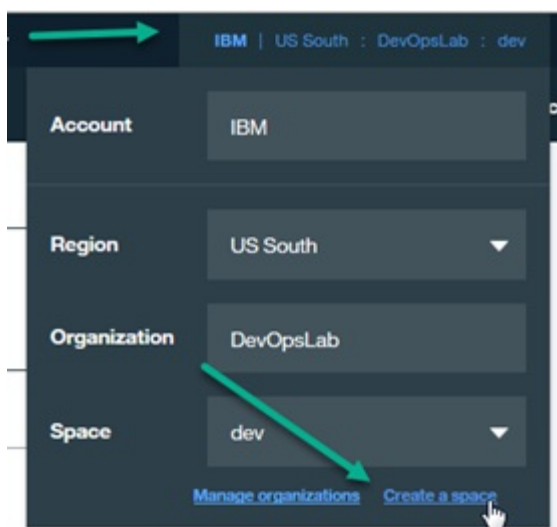 IBM | US South : DevOpsLab : dev
Account IBM
Region US South
Organization DevOpsLab
Space dev
Manage organizations Create a space